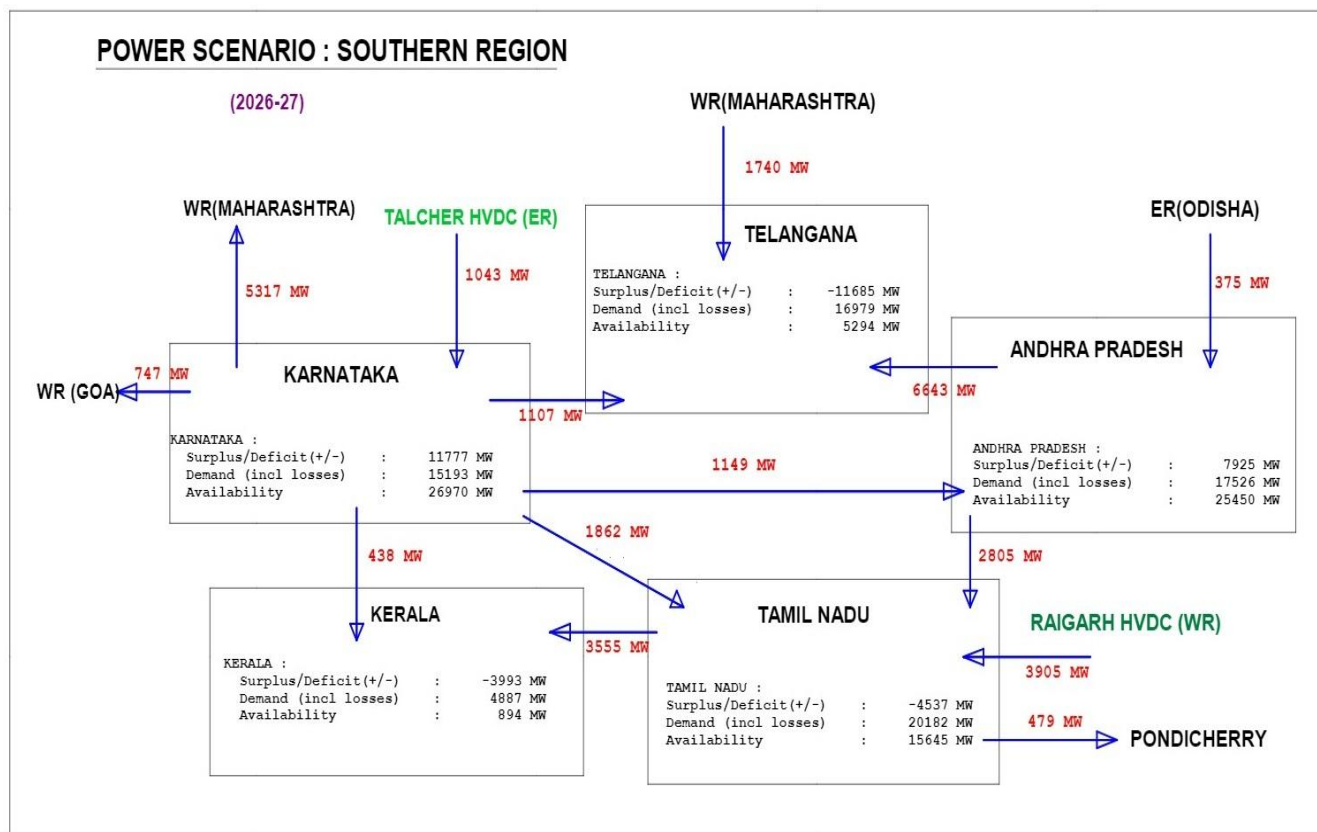 POWER SCENARIO : SOUTHERN REGION
(2026-27)
WR(MAHARASHTRA)
1740 MW
WR(MAHARASHTRA)
TALCHER HVDC (ER)
ER(ODISHA)
5317 MW
1043 MW
375 MW
TELANGANA
TELANGANA :
Surplus/Deficit(+/-) : -11685 MW
Demand (incl losses) : 16979 MW
Availability : 5294 MW
WR (GOA)
747 MW
KARNATAKA
1107 MW
6643 MW
ANDHRA PRADESH
KARNATAKA :
Surplus/Deficit(+/-) : 11777 MW
Demand (incl losses) : 15193 MW
Availability : 26970 MW
1149 MW
ANDHRA PRADESH :
Surplus/Deficit(+/-) : 7925 MW
Demand (incl losses) : 17526 MW
Availability : 25450 MW
438 MW
1862 MW
2805 MW
KERALA
3555 MW
TAMIL NADU
RAIGARH HVDC (WR)
3905 MW
KERALA :
Surplus/Deficit(+/-) : -3993 MW
Demand (incl losses) : 4887 MW
Availability : 894 MW
TAMIL NADU :
Surplus/Deficit(+/-) : -4537 MW
Demand (incl losses) : 20182 MW
Availability : 15645 MW
479 MW
PONDICHERRY